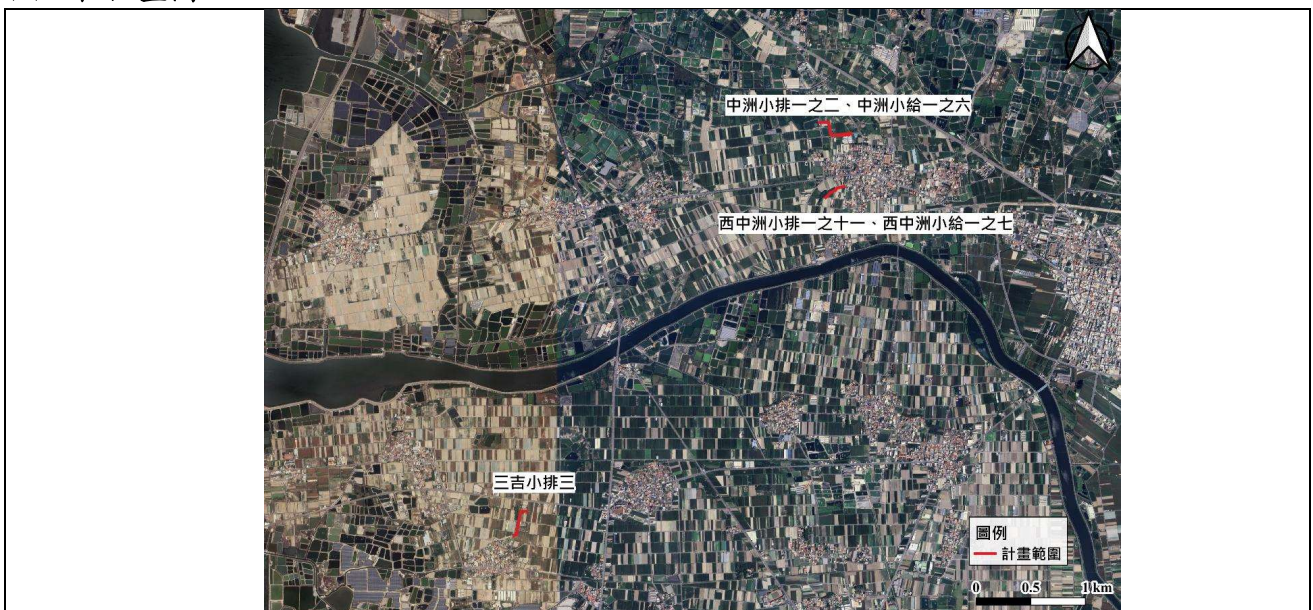 中洲小排一之二、中洲小給一之六
西中洲小排一之十一、西中洲小給一之七
三吉小排三
圖例
計畫範圍
0 0.5 1 km